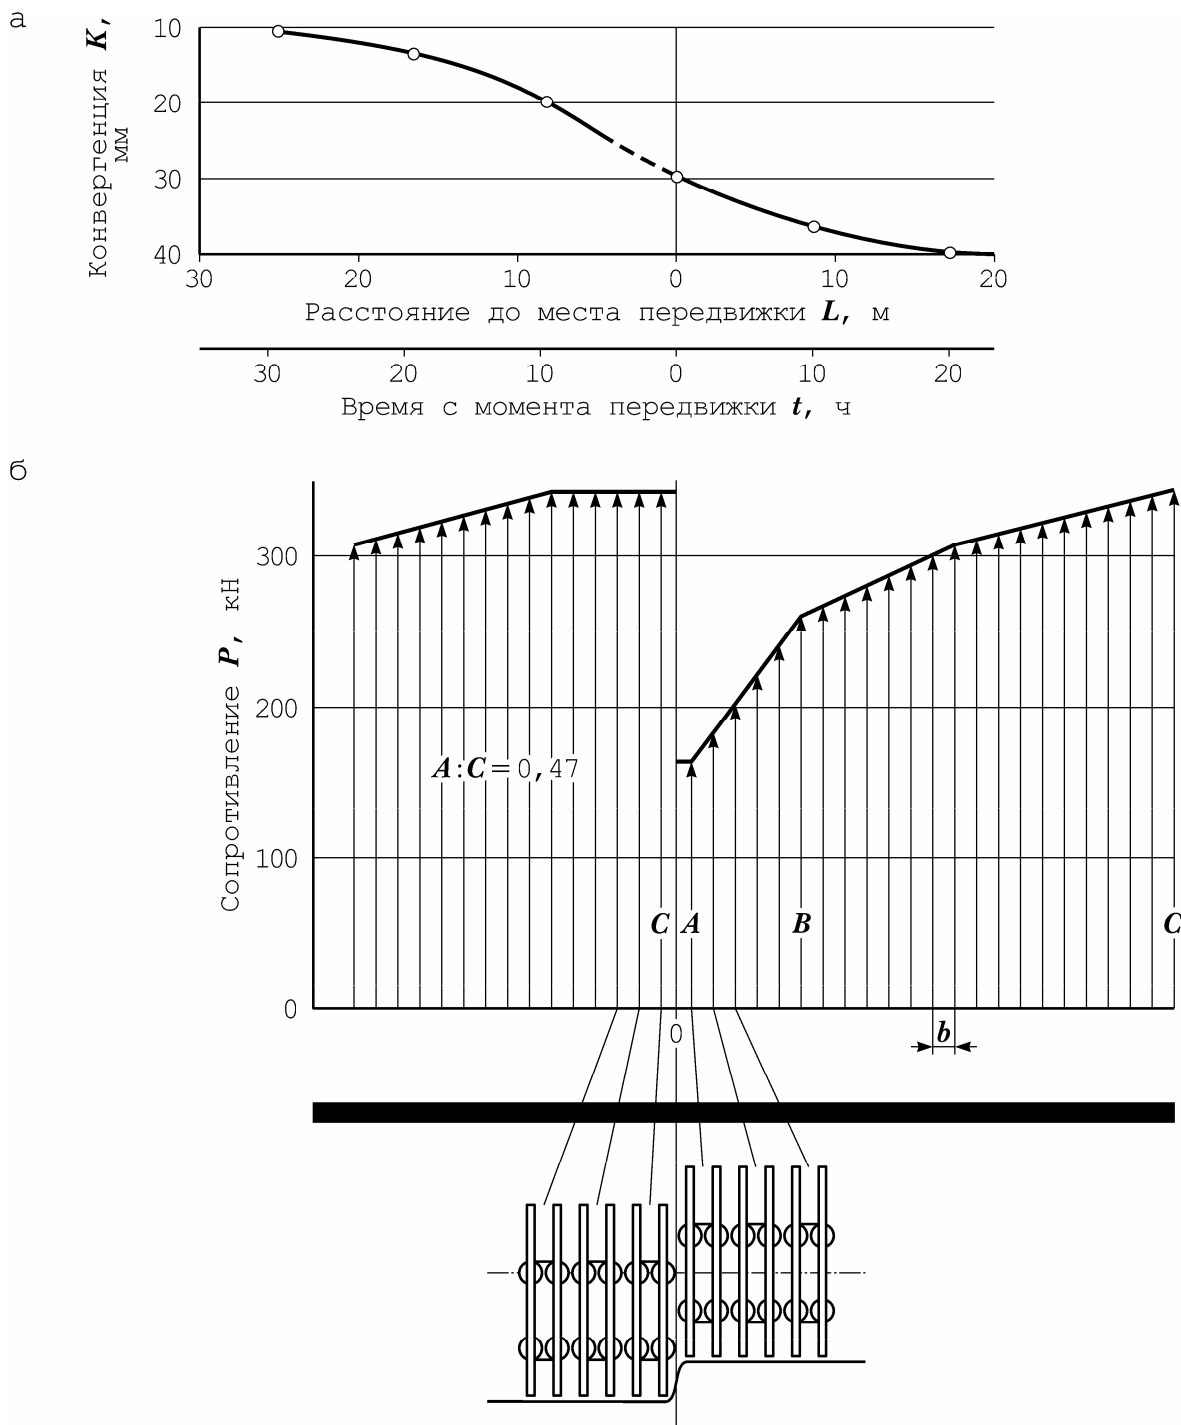 а
Конвергенция K, мм
10
20
30
40
30 20 10 0 10 20
Расстояние до места передвижки L, м
30 20 10 0 10 20
Время с момента передвижки t, ч
б
Сопротивление P, кН
300
200
100
0
A:C=0,47
C A B C
0
b